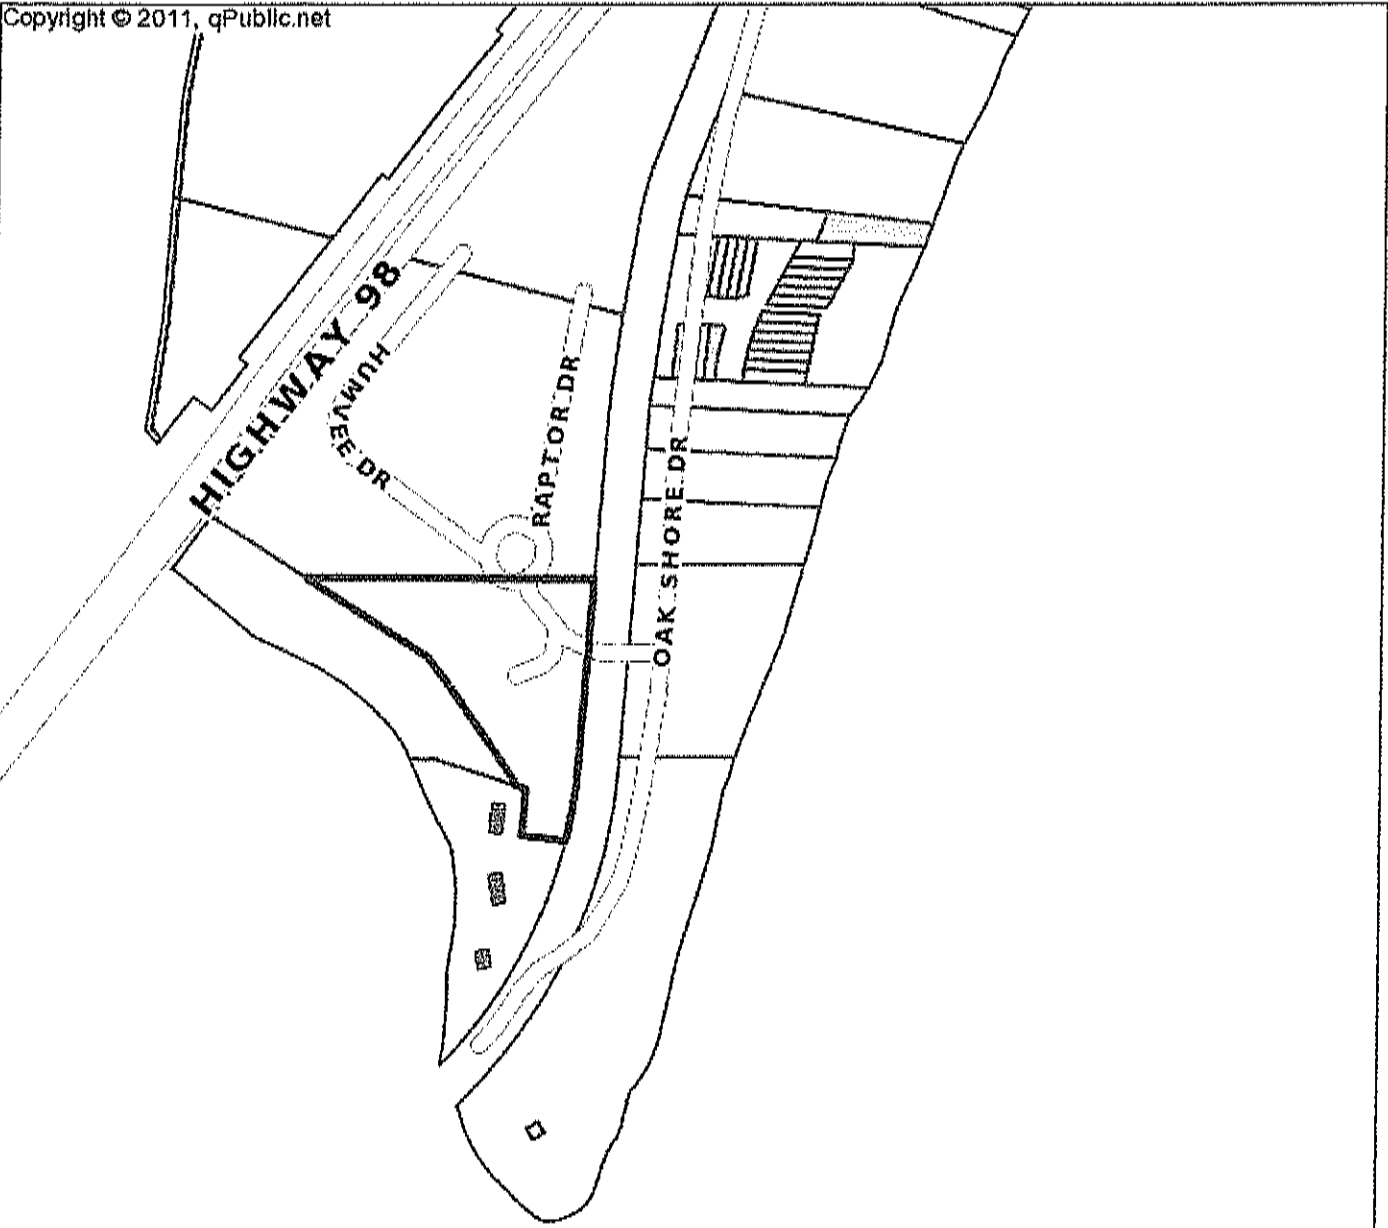 Copyright © 2011, qPublic.net
HIGHWAY 98
HUMVEE DR
RAPTOR DR
OAK SHORE DR